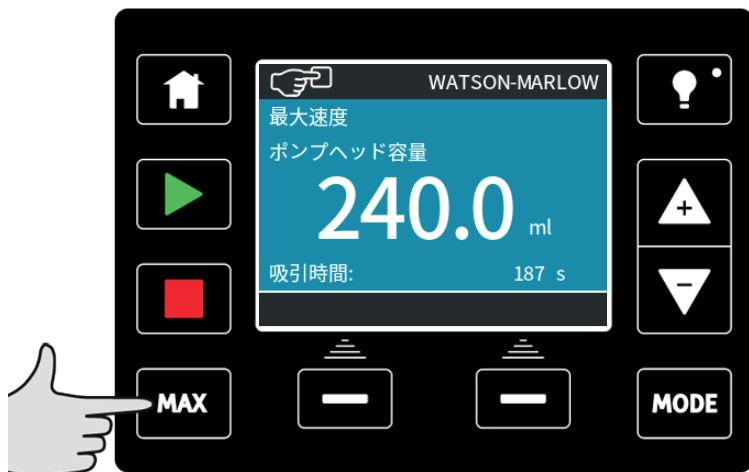 WATSON-MARLOW
最大速度
ポンプヘッド容量
240.0 ml
吸引時間: 187 s
MAX
MODE